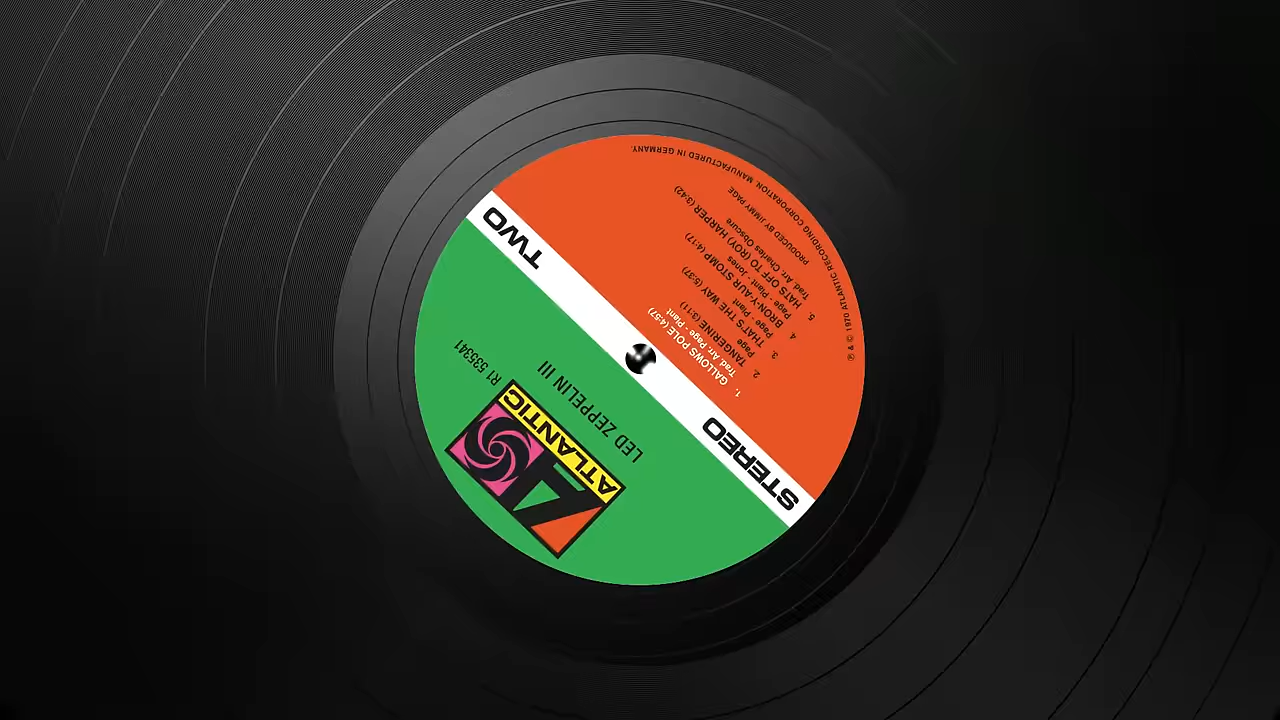 ATLANTIC
R1 535341
LED ZEPPELIN III
STEREO
TWO
1. GALLOWS POLE (4:57)
Trad. Arr. Page - Plant
2. TANGERINE (3:11)
Page
3. THAT'S THE WAY (5:37)
Page - Plant
4. BRON-Y-AUR STOMP (4:17)
Page - Plant - Jones
5. HATS OFF TO (ROY) HARPER (3:42)
Trad. Arr. Charles Obscure
PRODUCED BY JIMMY PAGE
℗ & © 1970 ATLANTIC RECORDING CORPORATION. MANUFACTURED IN GERMANY.